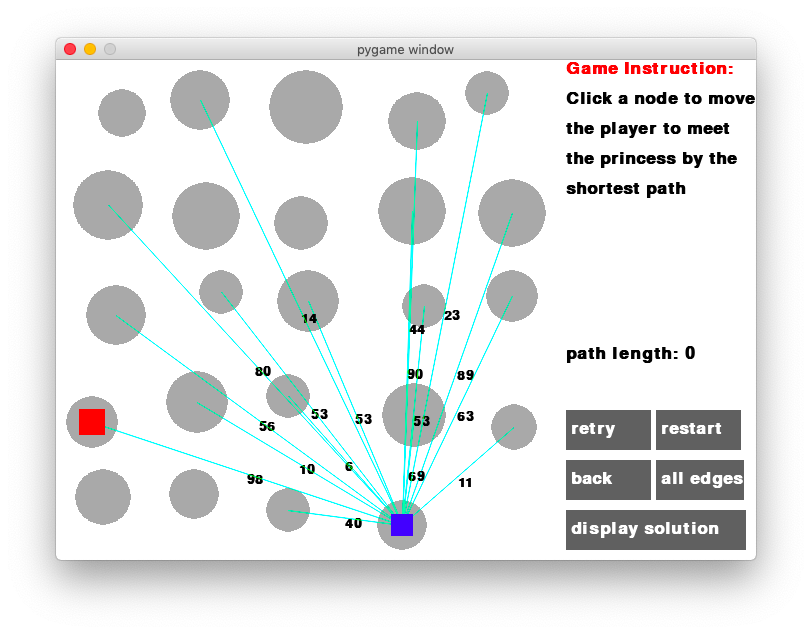 pygame window
Game Instruction:
Click a node to move
the player to meet
the princess by the
shortest path
14
44
23
path length: 0
80
90
89
53
53
63
retry
restart
56
53
10
6
69
98
11
back
all edges
40
display solution